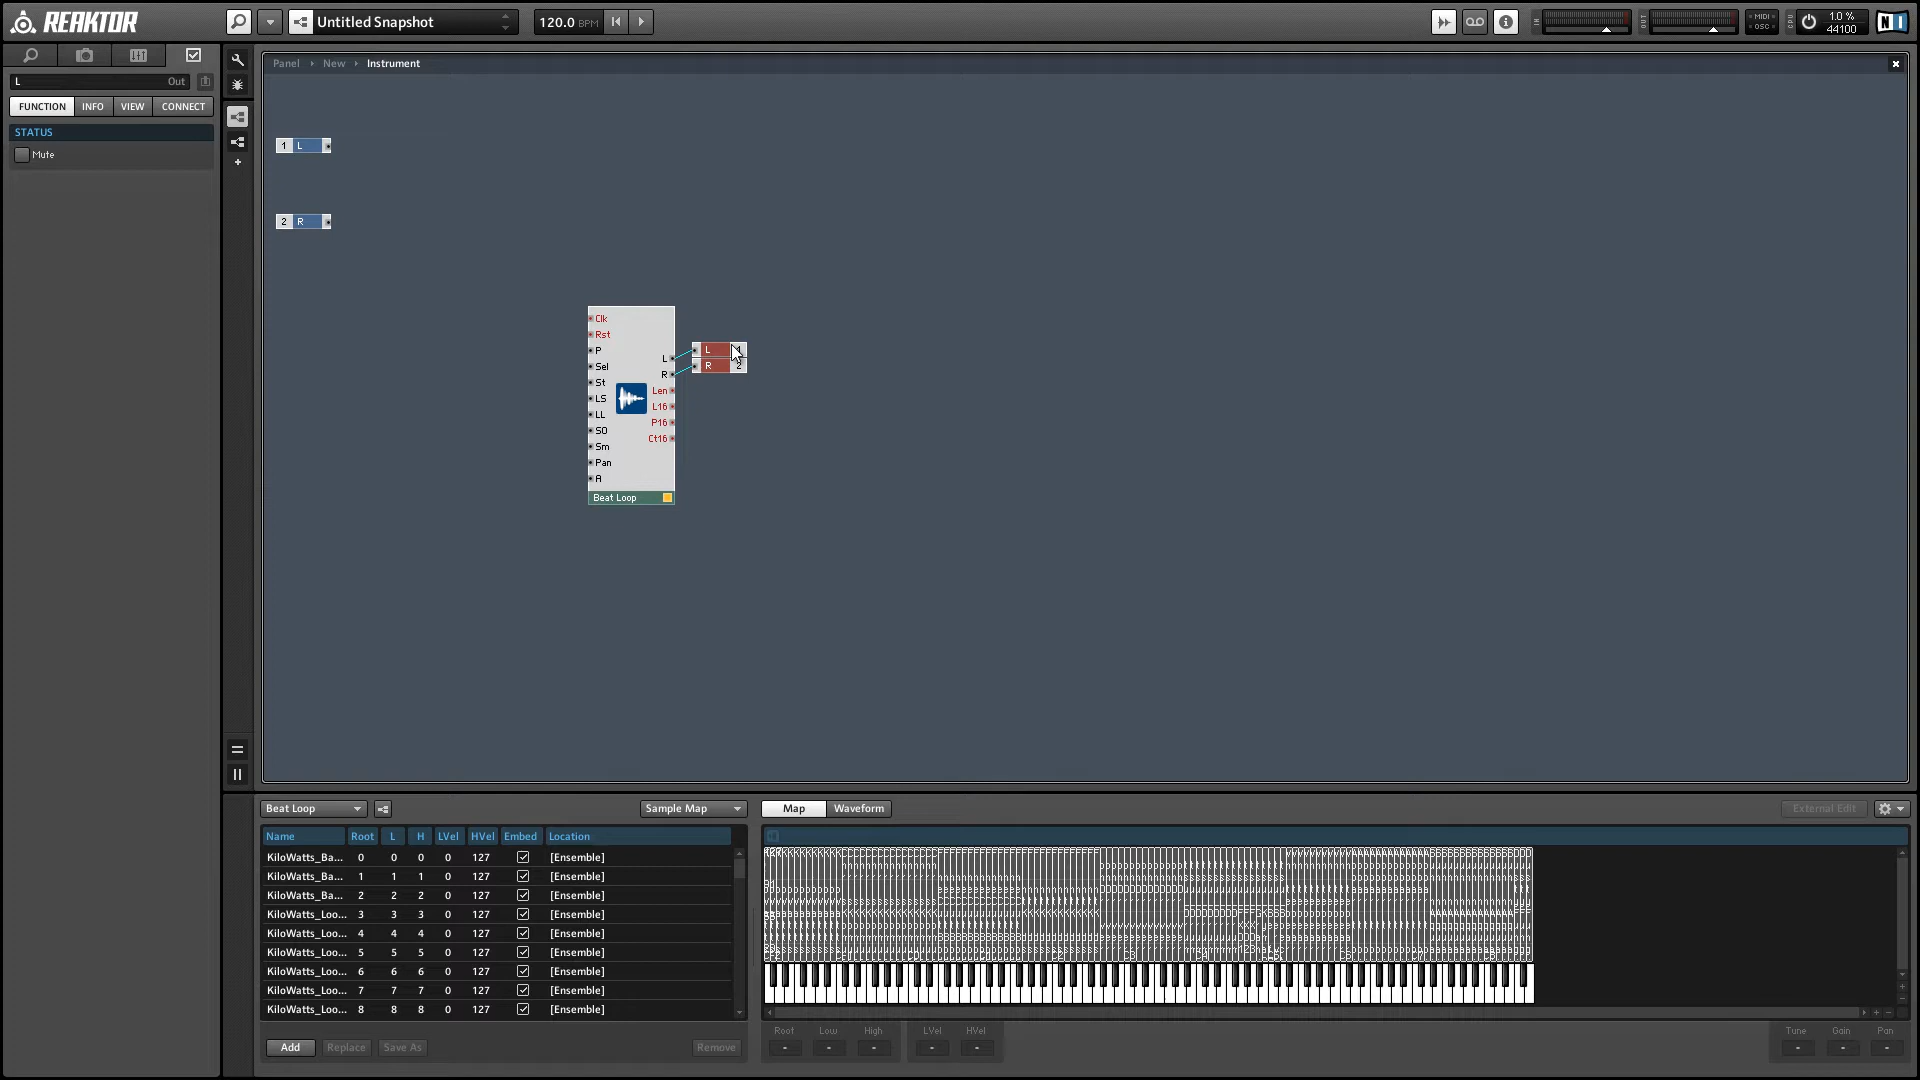 REAKTOR
Untitled Snapshot
120.0 BPM
MIDI
OSC
1.0 %
44100
L Out
FUNCTION INFO VIEW CONNECT
STATUS
Mute
Panel New Instrument
1 L
2 R
Clk
Rst
P
Sel
St
LS
LL
SO
Sm
Pan
A
L
R
Len
L16
P16
Ct16
Beat Loop
L 1
R 2
Beat Loop
Sample Map
Map Waveform
External Edit
Name Root L H LVel HVel Embed Location
KiloWatts_Ba... 0 0 0 0 127 [Ensemble]
KiloWatts_Ba... 1 1 1 0 127 [Ensemble]
KiloWatts_Ba... 2 2 2 0 127 [Ensemble]
KiloWatts_Loo... 3 3 3 0 127 [Ensemble]
KiloWatts_Loo... 4 4 4 0 127 [Ensemble]
KiloWatts_Loo... 5 5 5 0 127 [Ensemble]
KiloWatts_Loo... 6 6 6 0 127 [Ensemble]
KiloWatts_Loo... 7 7 7 0 127 [Ensemble]
KiloWatts_Loo... 8 8 8 0 127 [Ensemble]
Add Replace Save As Remove
Root Low High LVel HVel Tune Gain Pan
- - - - - - - -